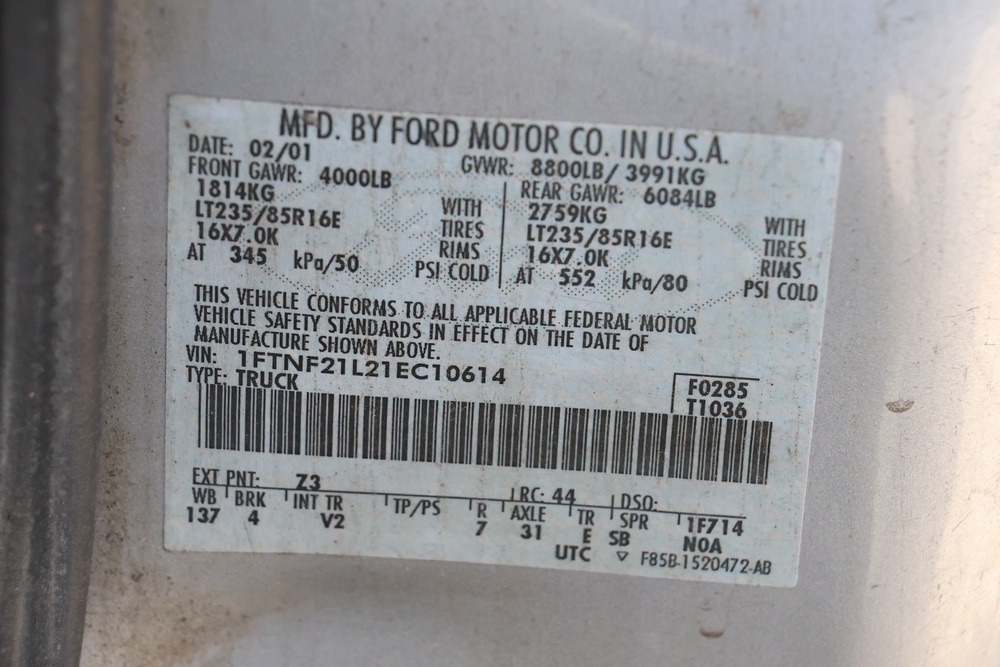 MFD. BY FORD MOTOR CO. IN U.S.A.
DATE: 02/01 GVWR: 8800LB/ 3991KG
FRONT GAWR: 4000LB REAR GAWR: 6084LB
1814KG WITH 2759KG WITH
LT235/85R16E TIRES LT235/85R16E TIRES
16X7.0K RIMS 16X7.0K RIMS
AT 345 kPa/50 PSI COLD AT 552 kPa/80 PSI COLD
THIS VEHICLE CONFORMS TO ALL APPLICABLE FEDERAL MOTOR
VEHICLE SAFETY STANDARDS IN EFFECT ON THE DATE OF
MANUFACTURE SHOWN ABOVE.
VIN: 1FTNF21L21EC10614
TYPE: TRUCK F0285
T1036
EXT PNT: Z3 RC: 44 DSO:
WB BRK INT TR TP/PS R AXLE TR SPR 1F714
137 4 V2 7 31 E SB N0A
UTC ▽ F85B-1520472-AB